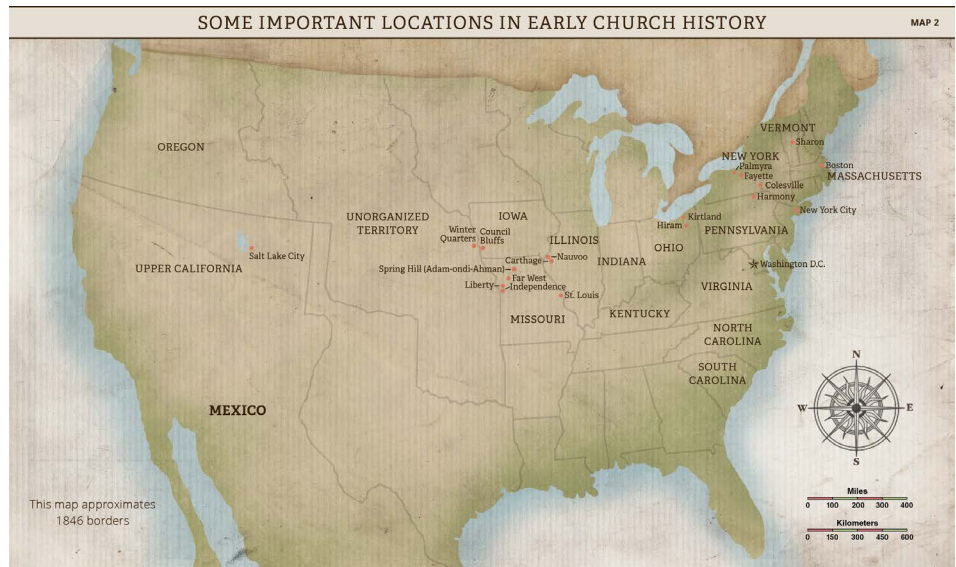 SOME IMPORTANT LOCATIONS IN EARLY CHURCH HISTORY
MAP 2
VERMONT
Sharon
OREGON
NEW YORK
Palmyra
Boston
Fayette
MASSACHUSETTS
Colesville
Harmony
New York City
UNORGANIZED
TERRITORY
IOWA
Kirtland
Hiram
PENNSYLVANIA
Winter
Quarters
Council
Bluffs
ILLINOIS
OHIO
Salt Lake City
Nauvoo
Carthage
INDIANA
UPPER CALIFORNIA
Spring Hill (Adam-ondi-Ahman)
Washington D.C.
Far West
Liberty
Independence
VIRGINIA
St. Louis
MISSOURI
KENTUCKY
NORTH
CAROLINA
SOUTH
CAROLINA
MEXICO
N
W
E
S
This map approximates
1846 borders
Miles
0 100 200 300 400
Kilometers
0 150 300 450 600